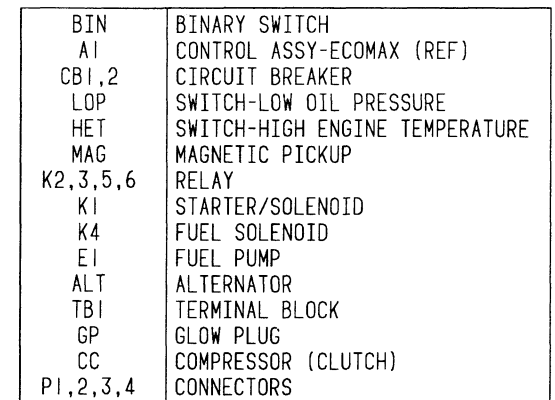 BIN BINARY SWITCH
A1 CONTROL ASSY-ECOMAX (REF)
CB1,2 CIRCUIT BREAKER
LOP SWITCH-LOW OIL PRESSURE
HET SWITCH-HIGH ENGINE TEMPERATURE
MAG MAGNETIC PICKUP
K2,3,5,6 RELAY
K1 STARTER/SOLENOID
K4 FUEL SOLENOID
E1 FUEL PUMP
ALT ALTERNATOR
TB1 TERMINAL BLOCK
GP GLOW PLUG
CC COMPRESSOR (CLUTCH)
P1,2,3,4 CONNECTORS